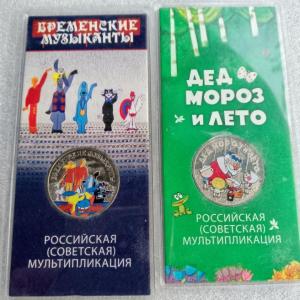 БРЕМЕНСКИЕ
МУЗЫКАНТЫ
РОССИЙСКАЯ
(СОВЕТСКАЯ)
МУЛЬТИПЛИКАЦИЯ
ДЕД
МОРОЗ
И ЛЕТО
РОССИЙСКАЯ
(СОВЕТСКАЯ)
МУЛЬТИПЛИКАЦИЯ